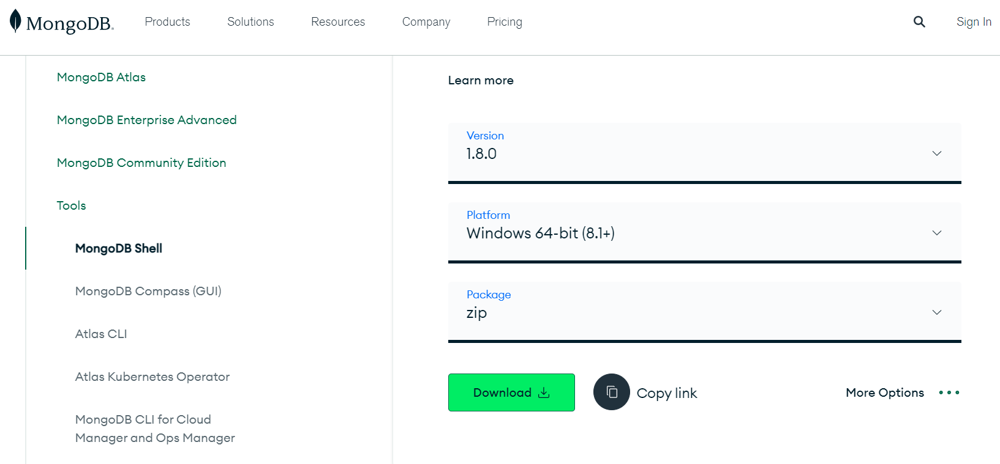 MongoDB.
Products
Solutions
Resources
Company
Pricing
Sign In
MongoDB Atlas
MongoDB Enterprise Advanced
MongoDB Community Edition
Tools
MongoDB Shell
MongoDB Compass (GUI)
Atlas CLI
Atlas Kubernetes Operator
MongoDB CLI for Cloud
Manager and Ops Manager
Learn more
Version
1.8.0
Platform
Windows 64-bit (8.1+)
Package
zip
Download
Copy link
More Options